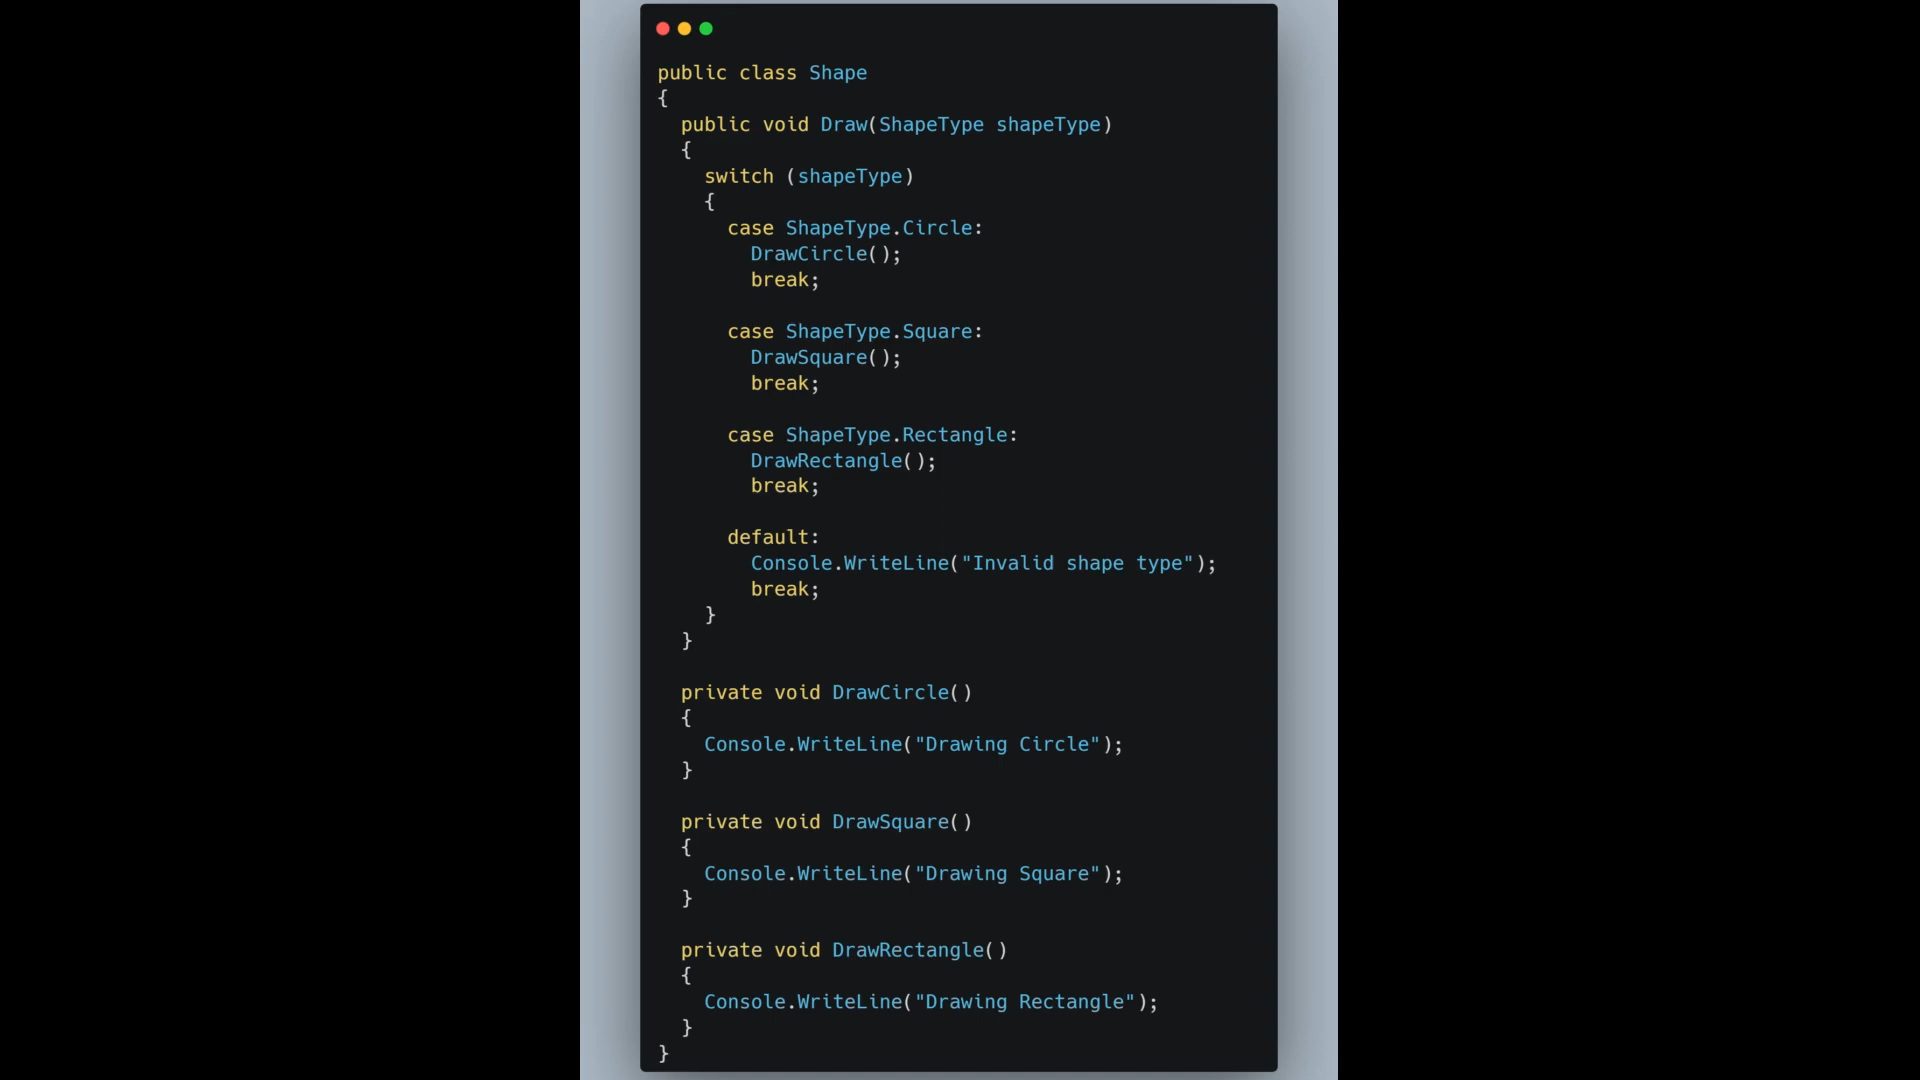 public class Shape
{
  public void Draw(ShapeType shapeType)
  {
    switch (shapeType)
    {
      case ShapeType.Circle:
        DrawCircle();
        break;

      case ShapeType.Square:
        DrawSquare();
        break;

      case ShapeType.Rectangle:
        DrawRectangle();
        break;

      default:
        Console.WriteLine("Invalid shape type");
        break;
    }
  }

  private void DrawCircle()
  {
    Console.WriteLine("Drawing Circle");
  }

  private void DrawSquare()
  {
    Console.WriteLine("Drawing Square");
  }

  private void DrawRectangle()
  {
    Console.WriteLine("Drawing Rectangle");
  }
}